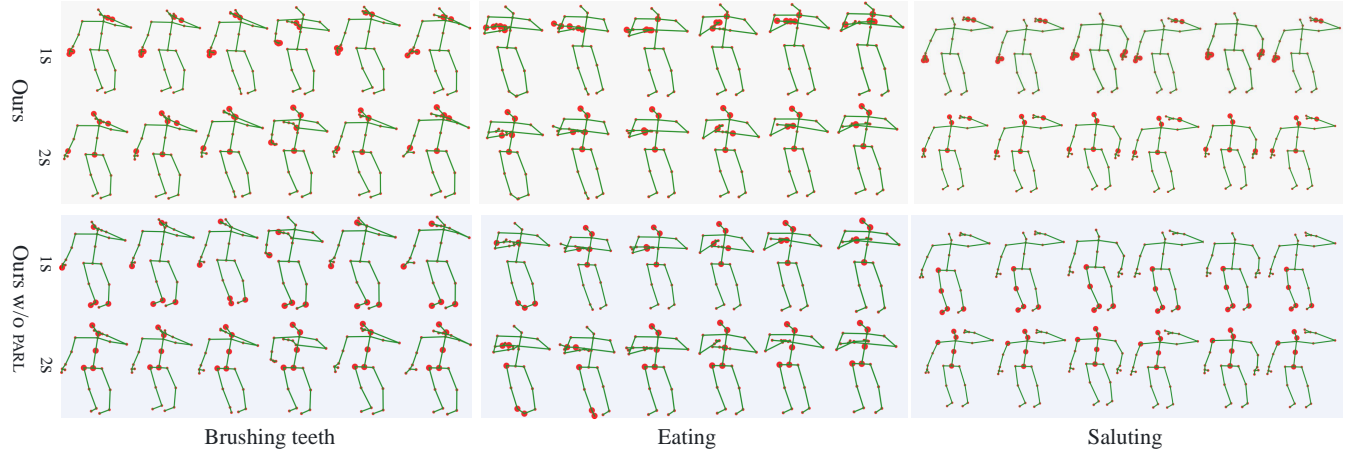 Ours
1S
2S
Ours w/o PARL
1S
2S
Brushing teeth
Eating
Saluting